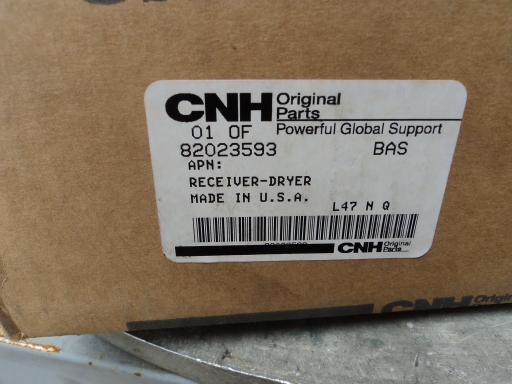 CNH Original Parts
01 OF Powerful Global Support
82023593 BAS
APN:
RECEIVER-DRYER
MADE IN U.S.A.
L47 N Q
CNH Original Parts
CNH Original